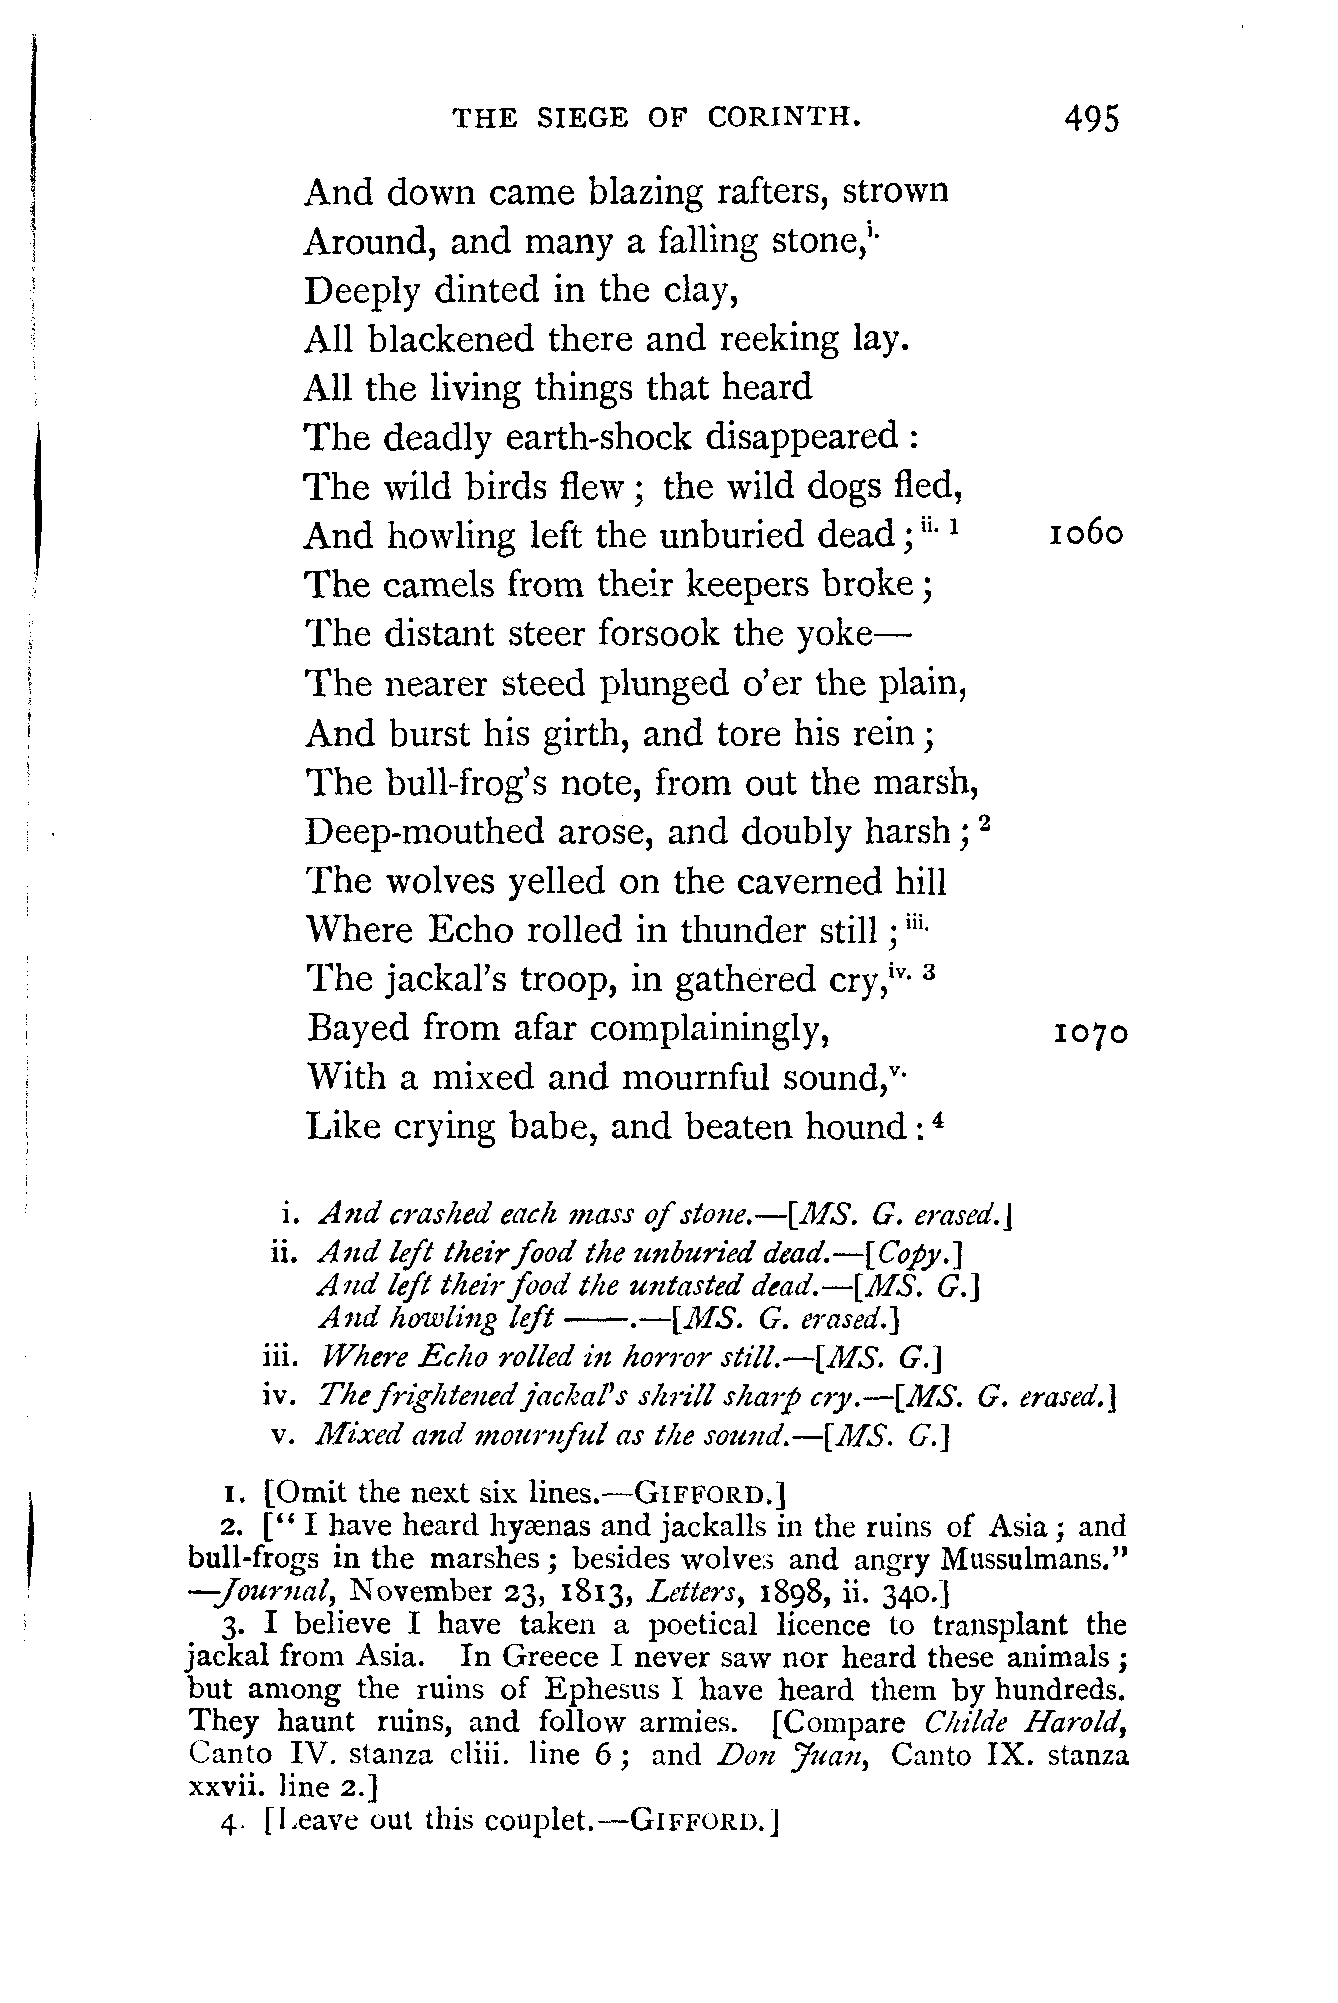 THE SIEGE OF CORINTH. 495
And down came blazing rafters, strown
Around, and many a falling stone,i.
Deeply dinted in the clay,
All blackened there and reeking lay.
All the living things that heard
The deadly earth-shock disappeared :
The wild birds flew ; the wild dogs fled,
And howling left the unburied dead ; ii. 1 1060
The camels from their keepers broke ;
The distant steer forsook the yoke—
The nearer steed plunged o'er the plain,
And burst his girth, and tore his rein ;
The bull-frog's note, from out the marsh,
Deep-mouthed arose, and doubly harsh ; 2
The wolves yelled on the caverned hill
Where Echo rolled in thunder still ; iii.
The jackal's troop, in gathered cry,iv. 3
Bayed from afar complainingly, 1070
With a mixed and mournful sound,v.
Like crying babe, and beaten hound : 4
i. And crashed each mass of stone.—[MS. G. erased.]
ii. And left their food the unburied dead.—[Copy.]
And left their food the untasted dead.—[MS. G.]
And howling left ——.—[MS. G. erased.]
iii. Where Echo rolled in horror still.—[MS. G.]
iv. The frightened jackal's shrill sharp cry.—[MS. G. erased.]
v. Mixed and mournful as the sound.—[MS. G.]
1. [Omit the next six lines.—GIFFORD.]
2. [" I have heard hyænas and jackalls in the ruins of Asia ; and
bull-frogs in the marshes ; besides wolves and angry Mussulmans."
—Journal, November 23, 1813, Letters, 1898, ii. 340.]
3. I believe I have taken a poetical licence to transplant the
jackal from Asia. In Greece I never saw nor heard these animals ;
but among the ruins of Ephesus I have heard them by hundreds.
They haunt ruins, and follow armies. [Compare Childe Harold,
Canto IV. stanza cliii. line 6 ; and Don Juan, Canto IX. stanza
xxvii. line 2.]
4. [Leave out this couplet.—GIFFORD.]